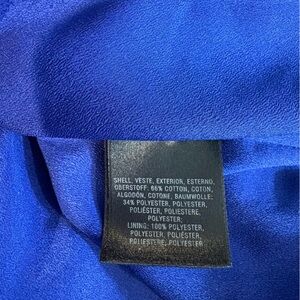 SHELL, VESTE, EXTERIOR, ESTERNO,
OBERSTOFF: 66% COTTON, COTON,
ALGODÓN, COTONE, BAUMWOLLE;
34% POLYESTER, POLYESTER,
POLIÉSTER, POLIESTERE,
POLYESTER;
LINING: 100% POLYESTER,
POLYESTER, POLIÉSTER,
POLIESTERE, POLYESTER